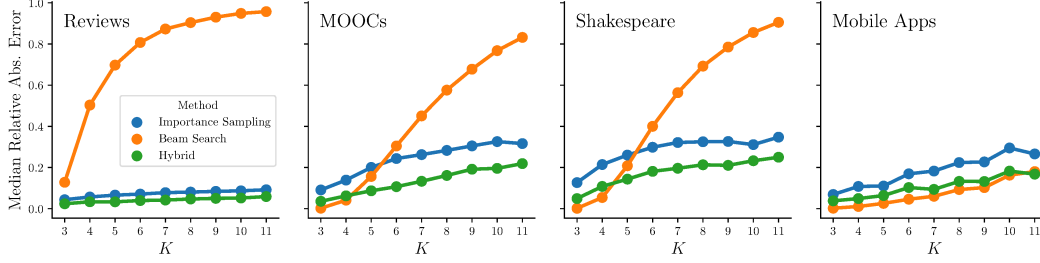 Reviews
MOOCs
Shakespeare
Mobile Apps
Median Relative Abs. Error
1.0
0.8
0.6
0.4
0.2
0.0
Method
Importance Sampling
Beam Search
Hybrid
3 4 5 6 7 8 9 10 11
3 4 5 6 7 8 9 10 11
3 4 5 6 7 8 9 10 11
3 4 5 6 7 8 9 10 11
K
K
K
K